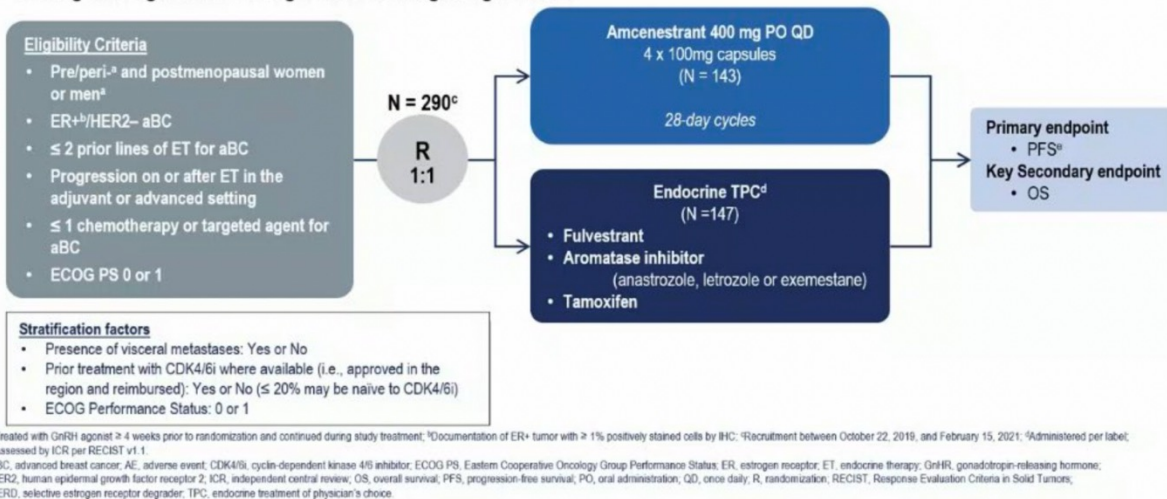 Eligibility Criteria
• Pre/peri-ᵃ and postmenopausal women
or menᵃ
• ER+ᵇ/HER2– aBC
• ≤ 2 prior lines of ET for aBC
• Progression on or after ET in the
adjuvant or advanced setting
• ≤ 1 chemotherapy or targeted agent for
aBC
• ECOG PS 0 or 1
N = 290ᶜ
R
1:1
Amcenestrant 400 mg PO QD
4 x 100mg capsules
(N = 143)
28-day cycles
Endocrine TPCᵈ
(N =147)
• Fulvestrant
• Aromatase inhibitor
(anastrozole, letrozole or exemestane)
• Tamoxifen
Primary endpoint
• PFSᵉ
Key Secondary endpoint
• OS
Stratification factors
• Presence of visceral metastases: Yes or No
• Prior treatment with CDK4/6i where available (i.e., approved in the
region and reimbursed): Yes or No (≤ 20% may be naïve to CDK4/6i)
• ECOG Performance Status: 0 or 1
reated with GnRH agonist ≥ 4 weeks prior to randomization and continued during study treatment; ᵇDocumentation of ER+ tumor with ≥ 1% positively stained cells by IHC; ᶜRecruitment between October 22, 2019, and February 15, 2021; ᵈAdministered per label;
assessed by ICR per RECIST v1.1.
BC, advanced breast cancer; AE, adverse event; CDK4/6i, cyclin-dependent kinase 4/6 inhibitor; ECOG PS, Eastern Cooperative Oncology Group Performance Status; ER, estrogen receptor; ET, endocrine therapy; GnHR, gonadotropin-releasing hormone;
ER2, human epidermal growth factor receptor 2; ICR, independent central review; OS, overall survival; PFS, progression-free survival; PO, oral administration; QD, once daily; R, randomization; RECIST, Response Evaluation Criteria in Solid Tumors;
ERD, selective estrogen receptor degrader; TPC, endocrine treatment of physician's choice.